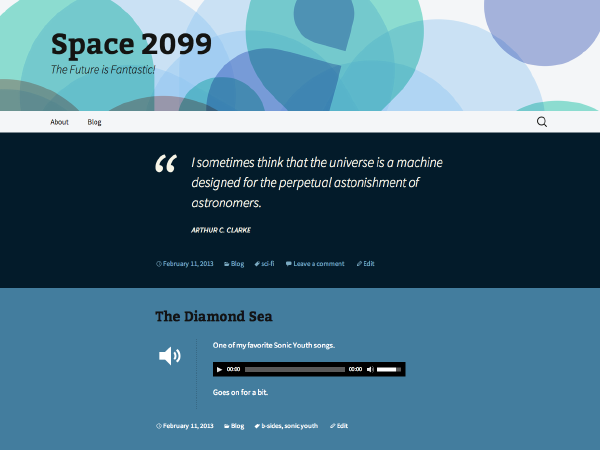 Space 2099
The Future is Fantastic!
About Blog
“
I sometimes think that the universe is a machine
designed for the perpetual astonishment of
astronomers.
ARTHUR C. CLARKE
February 11, 2013 Blog sci-fi Leave a comment Edit
The Diamond Sea
One of my favorite Sonic Youth songs.
00:00 00:00
Goes on for a bit.
February 11, 2013 Blog b-sides, sonic youth Edit